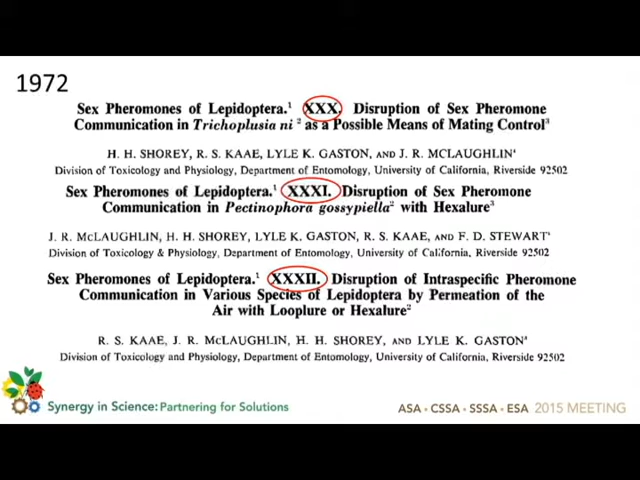 1972
Sex Pheromones of Lepidoptera.¹ XXX. Disruption of Sex Pheromone
Communication in Trichoplusia ni ² as a Possible Means of Mating Control³
H. H. SHOREY, R. S. KAAE, LYLE K. GASTON, AND J. R. MCLAUGHLIN⁴
Division of Toxicology and Physiology, Department of Entomology, University of California, Riverside 92502
Sex Pheromones of Lepidoptera.¹ XXXI. Disruption of Sex Pheromone
Communication in Pectinophora gossypiella² with Hexalure³
J. R. McLAUGHLIN, H. H. SHOREY, LYLE K. GASTON, R. S. KAAE, AND F. D. STEWART⁴
Division of Toxicology & Physiology, Department of Entomology, University of California, Riverside 92502
Sex Pheromones of Lepidoptera.¹ XXXII. Disruption of Intraspecific Pheromone
Communication in Various Species of Lepidoptera by Permeation of the
Air with Looplure or Hexalure²
R. S. KAAE, J. R. McLAUGHLIN, H. H. SHOREY, AND LYLE K. GASTON³
Division of Toxicology and Physiology, Department of Entomology, University of California, Riverside 92502
Synergy in Science: Partnering for Solutions
ASA • CSSA • SSSA • ESA 2015 MEETING